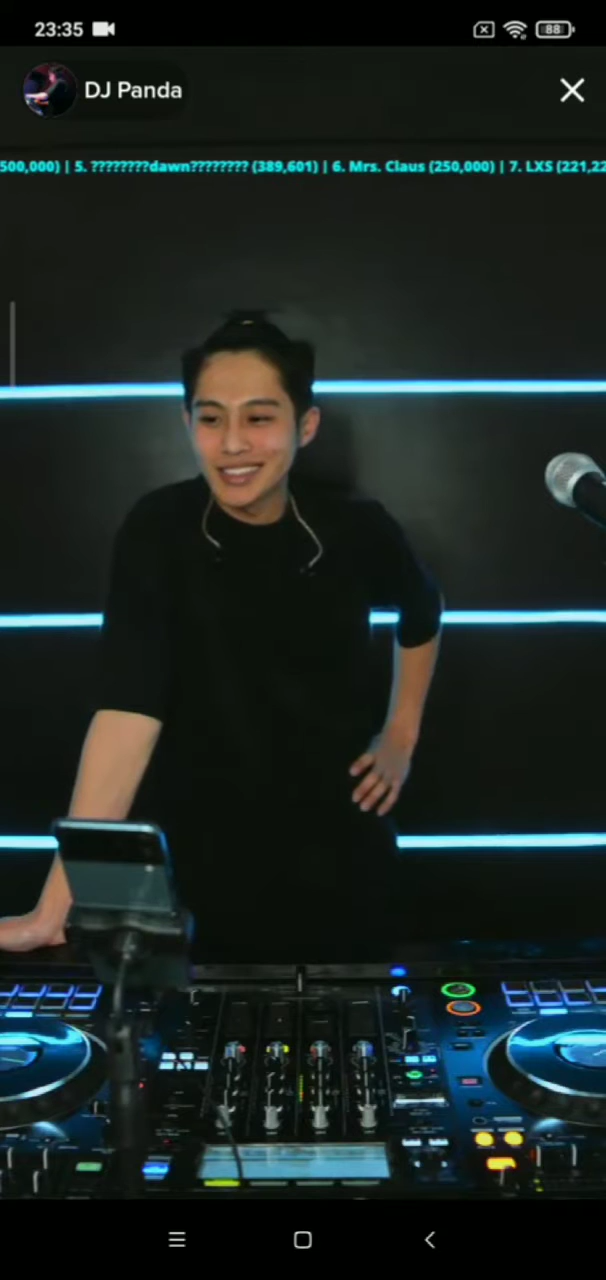 23:35
88
DJ Panda
500,000) | 5. ????????dawn???????? (389,601) | 6. Mrs. Claus (250,000) | 7. LXS (221,22